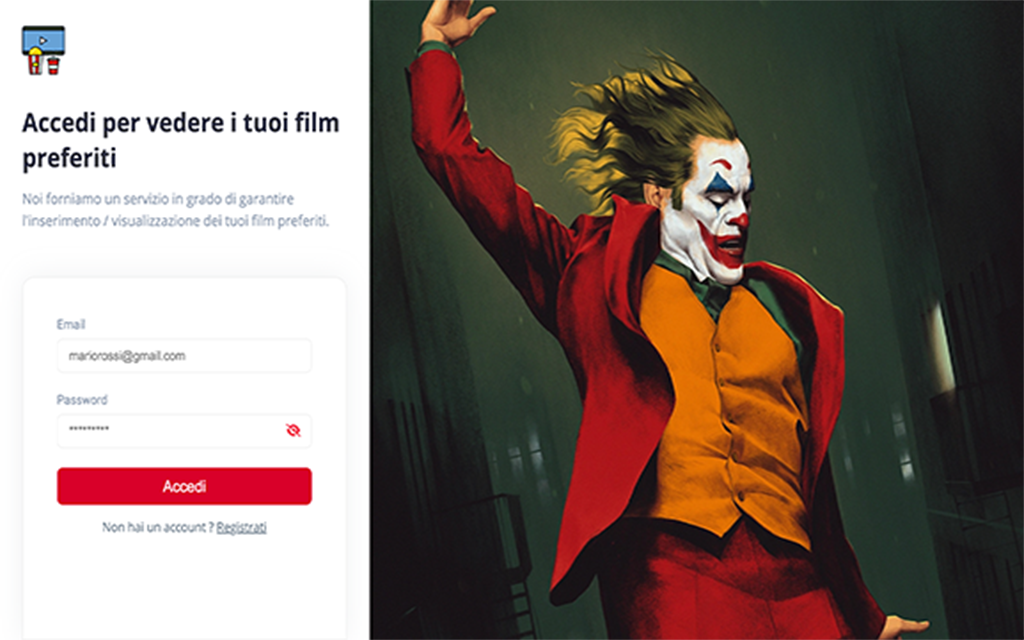 Accedi per vedere i tuoi film
preferiti
Noi forniamo un servizio in grado di garantire
l'inserimento / visualizzazione dei tuoi film preferiti.
Email
mariorossi@gmail.com
Password
*********
Accedi
Non hai un account ? Registrati